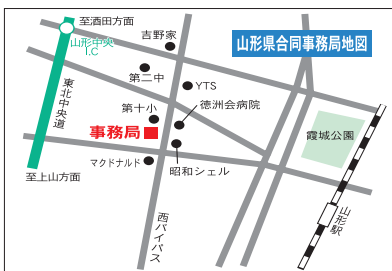 至酒田方面
吉野家
山形県合同事務局地図
山形中央
I.C
第二中
YTS
東北中央道
第十小
徳洲会病院
事務局
霞城公園
マクドナルド
昭和シェル
至上山方面
西バイパス
山形駅